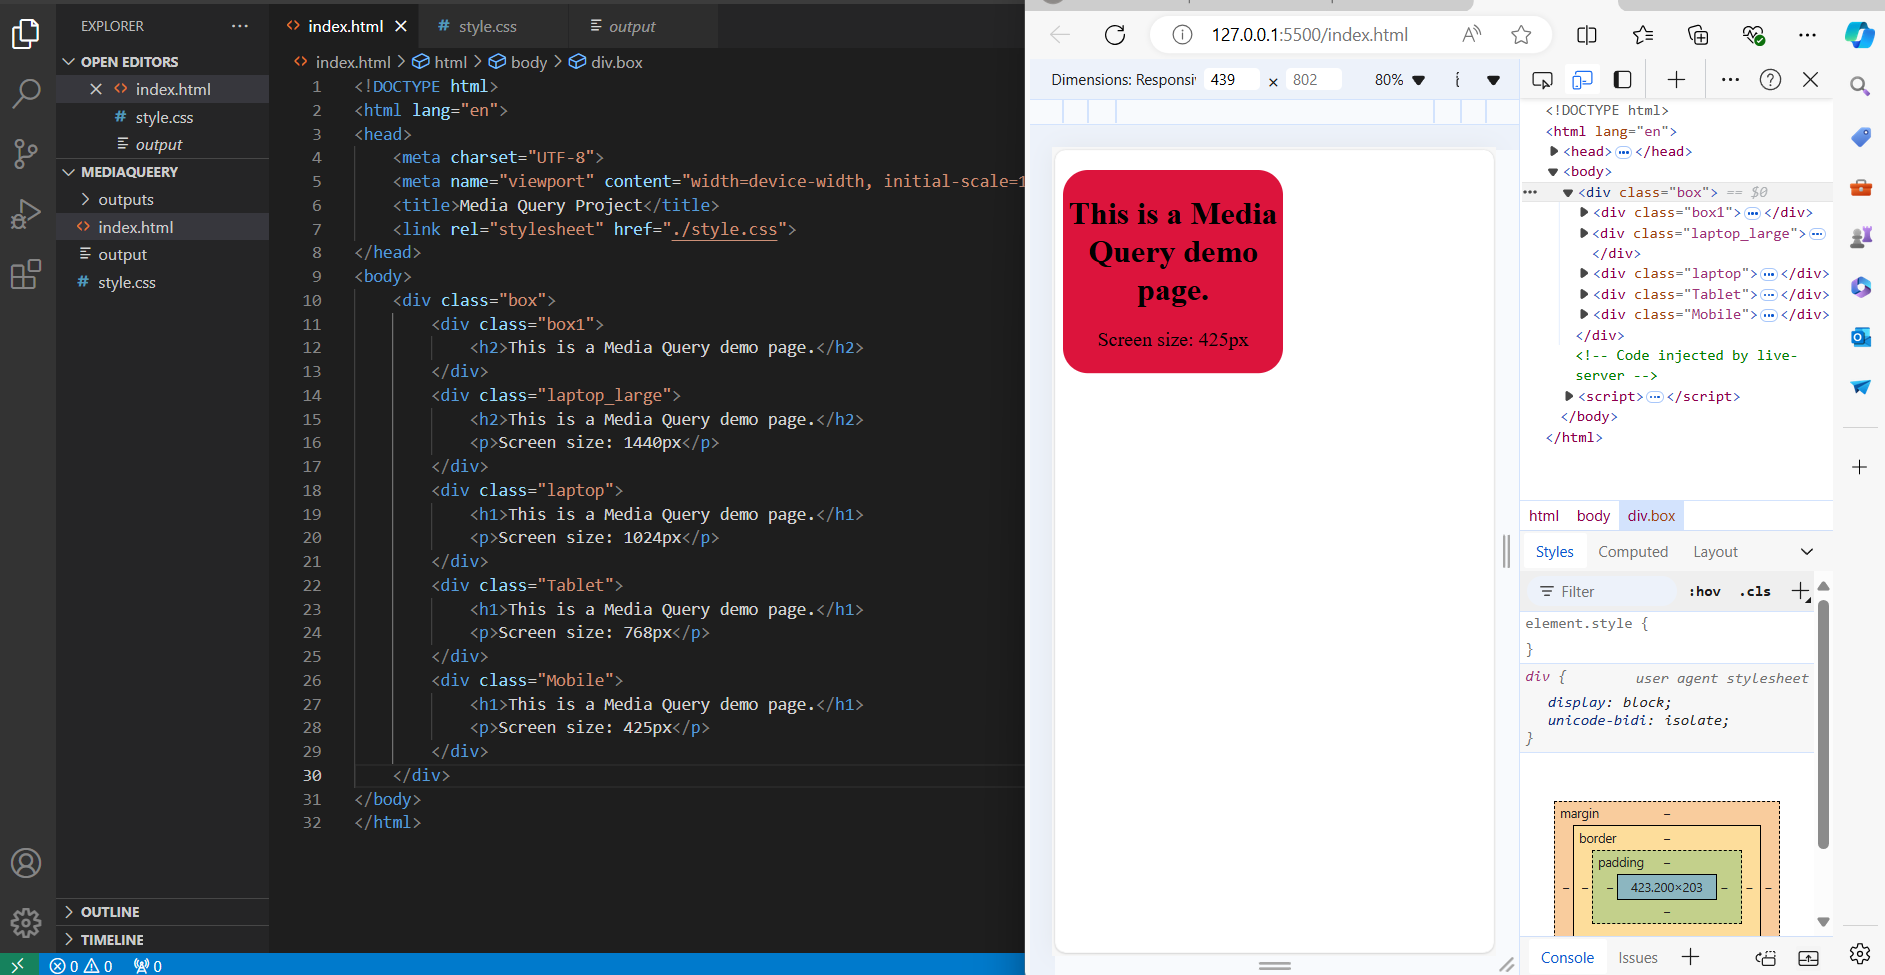 EXPLORER
OPEN EDITORS
index.html
style.css
output
MEDIAQUEERY
outputs
index.html
output
style.css
OUTLINE
TIMELINE
0 0 0
index.html style.css output
index.html > html > body > div.box
1 <!DOCTYPE html>
2 <html lang="en">
3 <head>
4 <meta charset="UTF-8">
5 <meta name="viewport" content="width=device-width, initial-scale=1
6 <title>Media Query Project</title>
7 <link rel="stylesheet" href="./style.css">
8 </head>
9 <body>
10 <div class="box">
11 <div class="box1">
12 <h2>This is a Media Query demo page.</h2>
13 </div>
14 <div class="laptop_large">
15 <h2>This is a Media Query demo page.</h2>
16 <p>Screen size: 1440px</p>
17 </div>
18 <div class="laptop">
19 <h1>This is a Media Query demo page.</h1>
20 <p>Screen size: 1024px</p>
21 </div>
22 <div class="Tablet">
23 <h1>This is a Media Query demo page.</h1>
24 <p>Screen size: 768px</p>
25 </div>
26 <div class="Mobile">
27 <h1>This is a Media Query demo page.</h1>
28 <p>Screen size: 425px</p>
29 </div>
30 </div>
31 </body>
32 </html>
127.0.0.1:5500/index.html
Dimensions: Responsi 439 × 802 80%
This is a Media
Query demo
page.
Screen size: 425px
<!DOCTYPE html>
<html lang="en">
<head> ••• </head>
<body>
••• <div class="box"> == $0
<div class="box1"> ••• </div>
<div class="laptop_large"> •••
</div>
<div class="laptop"> ••• </div>
<div class="Tablet"> ••• </div>
<div class="Mobile"> ••• </div>
</div>
<!-- Code injected by live-
server -->
<script> ••• </script>
</body>
</html>
html body div.box
Styles Computed Layout
Filter :hov .cls
element.style {
}
div { user agent stylesheet
display: block;
unicode-bidi: isolate;
}
margin –
border –
padding –
– – – 423.200×203 – – –
–
Console Issues